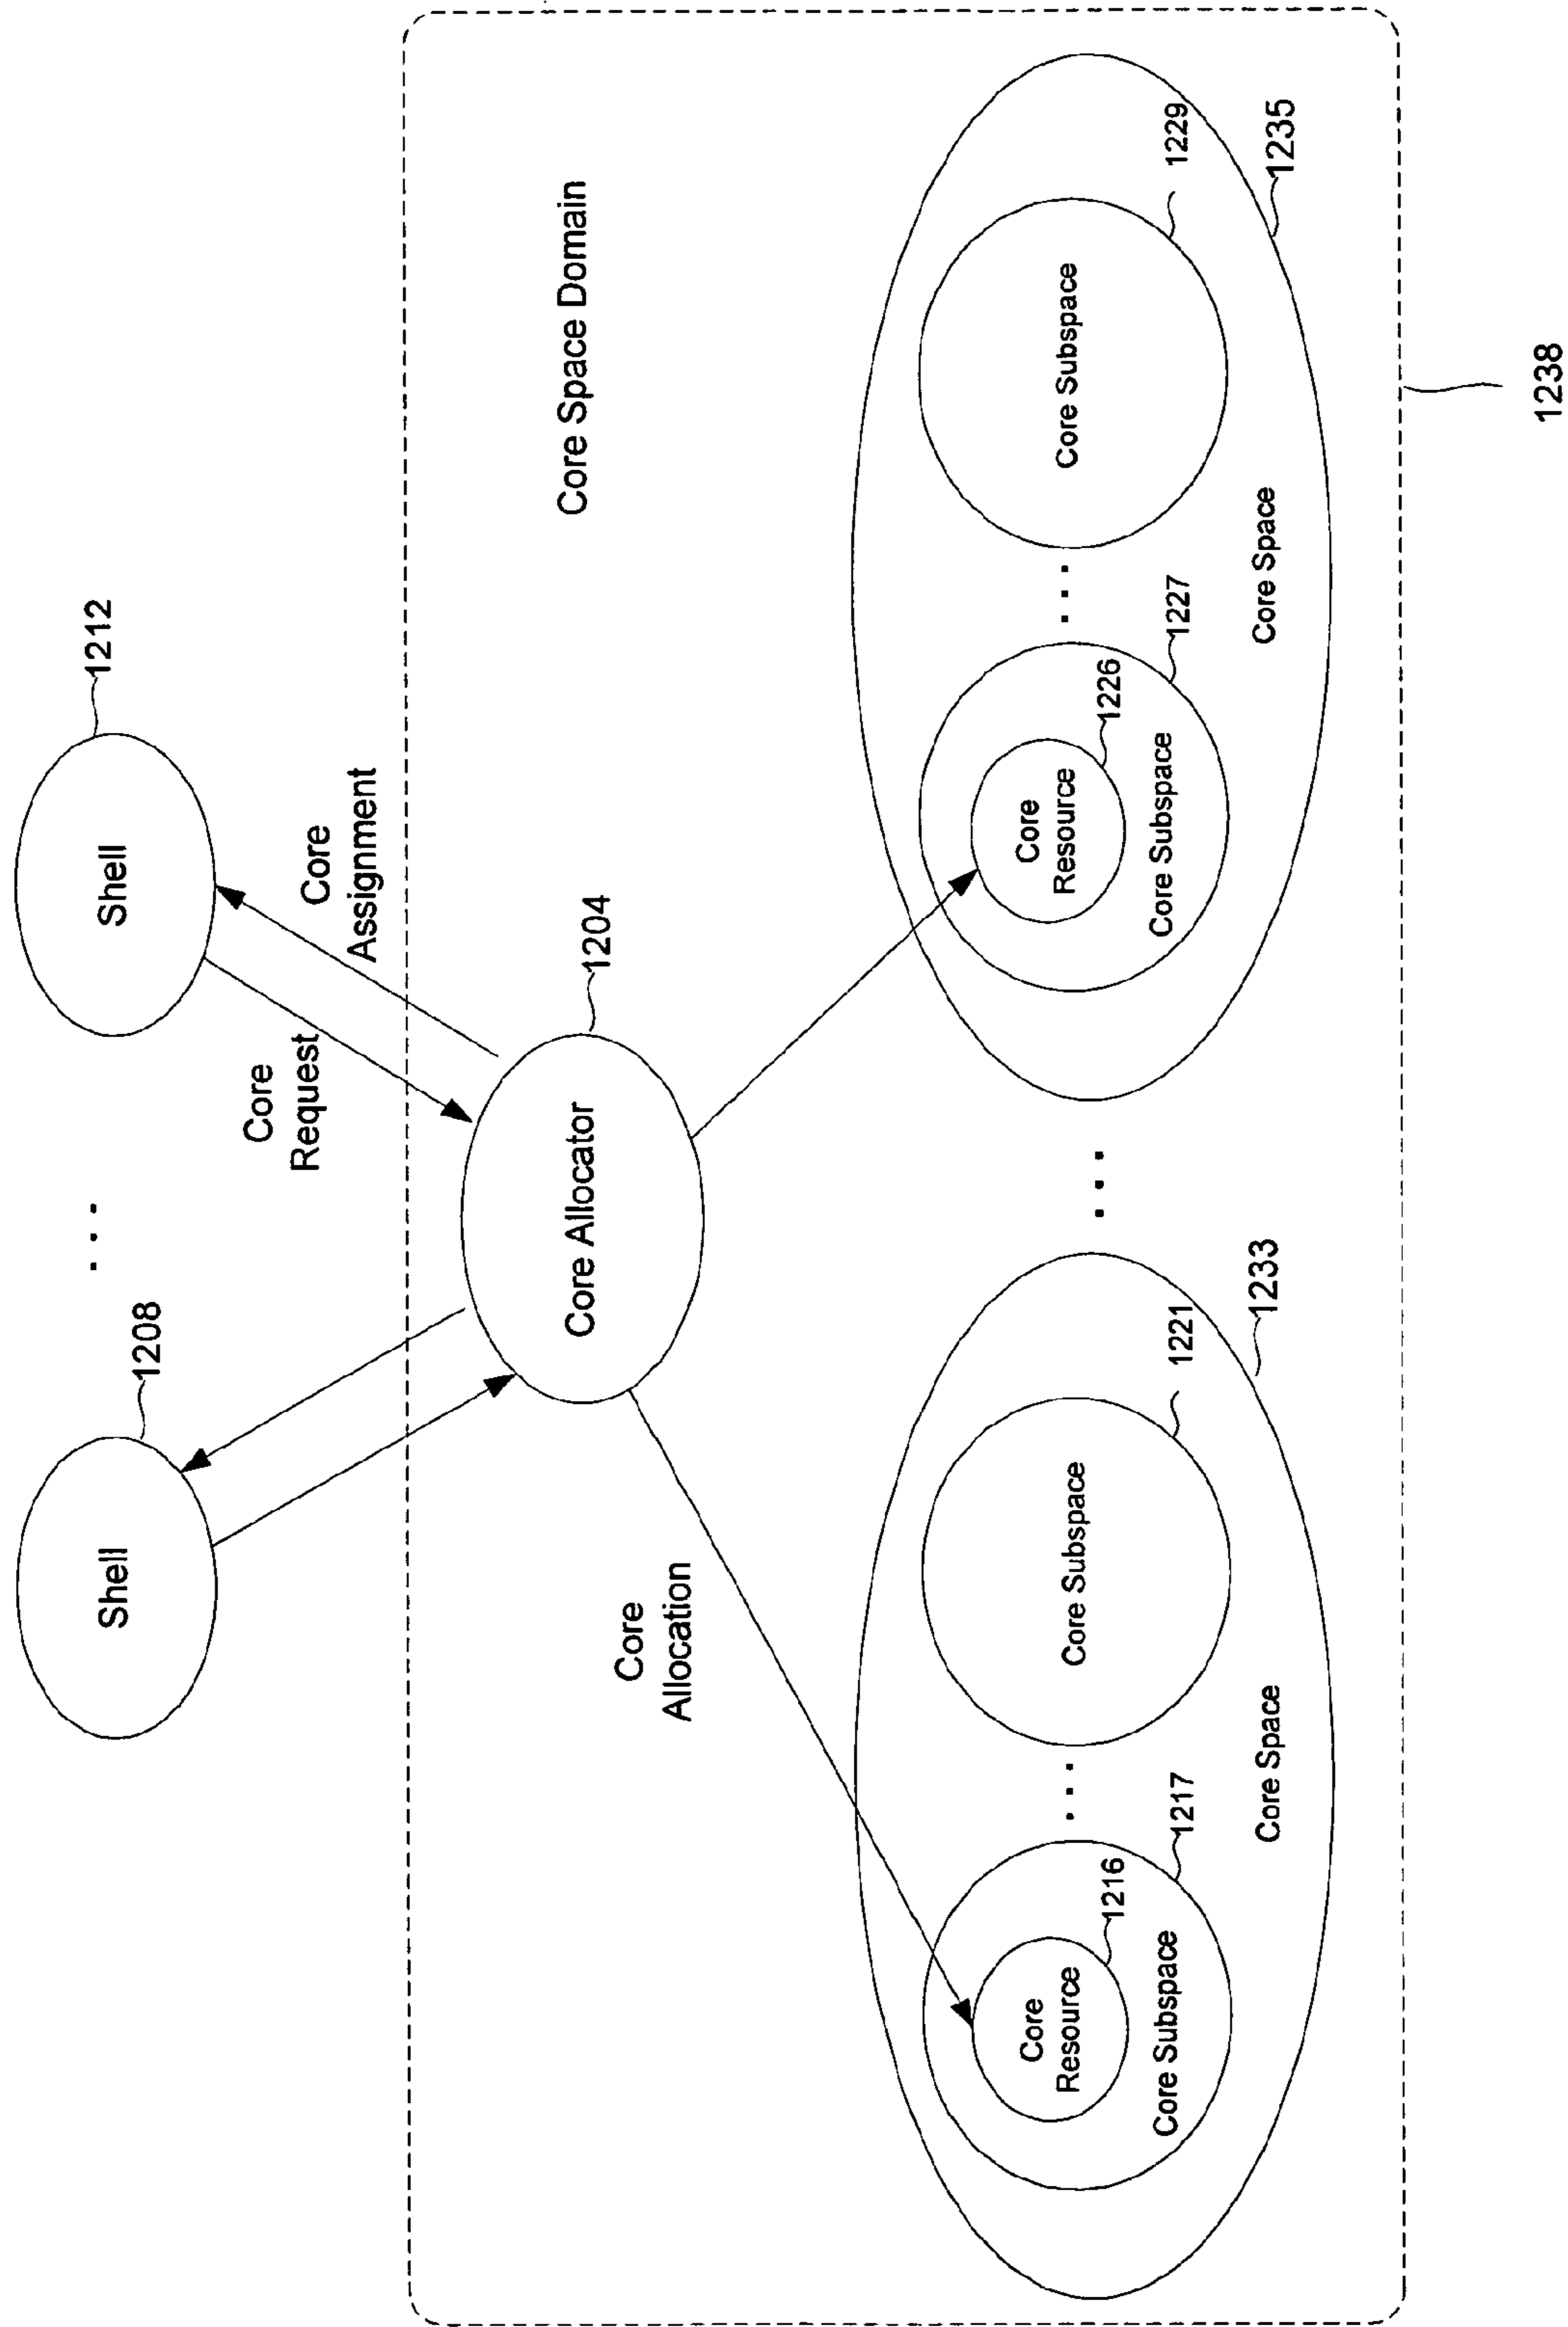 Shell
1208
. . .
Shell
1212
Core
Request
Core
Assignment
Core Allocator
1204
Core Space Domain
Core
Allocation
Core
Resource
1216
Core Subspace
1217
. . .
Core Subspace
1221
Core Space
1233
. . .
Core
Resource
1226
Core Subspace
1227
. . .
Core Subspace
1229
Core Space
1235
1238